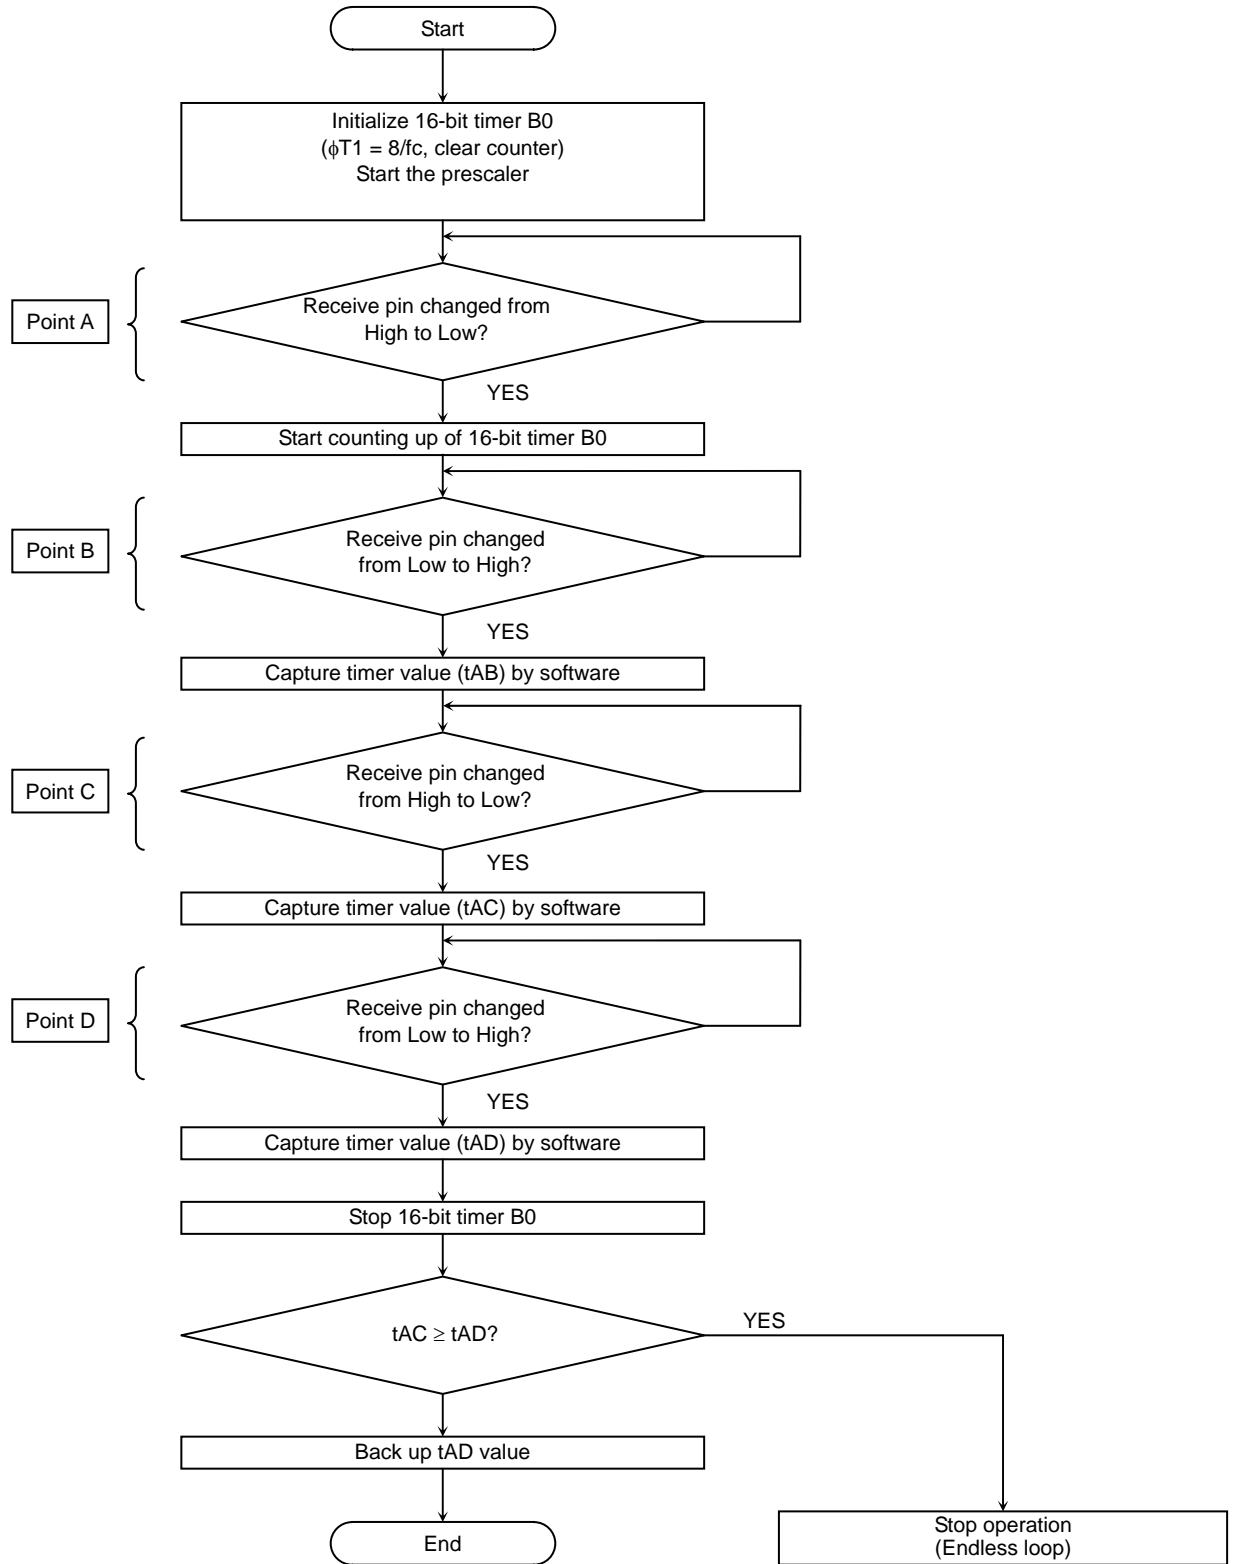 Start
Initialize 16-bit timer B0
(ϕT1 = 8/fc, clear counter)
Start the prescaler
Point A
Receive pin changed from
High to Low?
YES
Start counting up of 16-bit timer B0
Point B
Receive pin changed
from Low to High?
YES
Capture timer value (tAB) by software
Point C
Receive pin changed
from High to Low?
YES
Capture timer value (tAC) by software
Point D
Receive pin changed
from Low to High?
YES
Capture timer value (tAD) by software
Stop 16-bit timer B0
tAC ≥ tAD?
YES
Back up tAD value
End
Stop operation
(Endless loop)